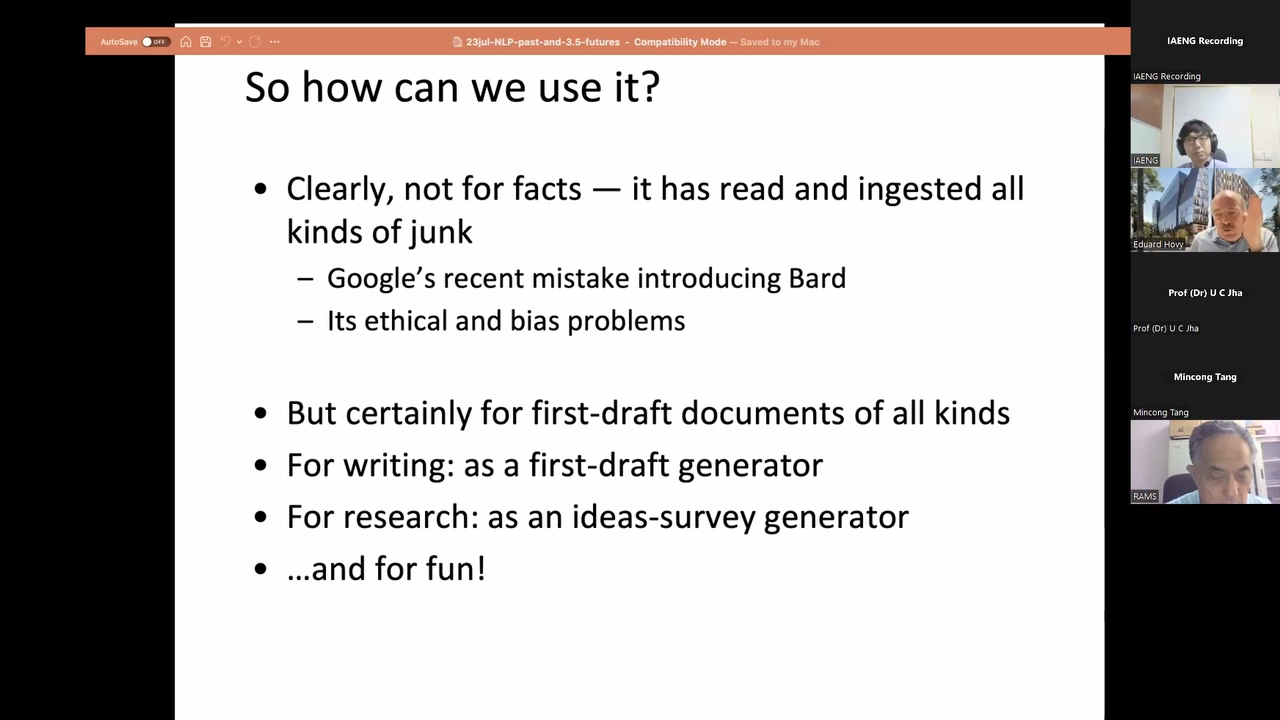 AutoSave OFF
23jul-NLP-past-and-3.5-futures - Compatibility Mode — Saved to my Mac
So how can we use it?
• Clearly, not for facts — it has read and ingested all
kinds of junk
– Google’s recent mistake introducing Bard
– Its ethical and bias problems
• But certainly for first-draft documents of all kinds
• For writing: as a first-draft generator
• For research: as an ideas-survey generator
• …and for fun!
IAENG Recording
IAENG Recording
IAENG
Eduard Hovy
Prof (Dr) U C Jha
Prof (Dr) U C Jha
Mincong Tang
Mincong Tang
RAMS